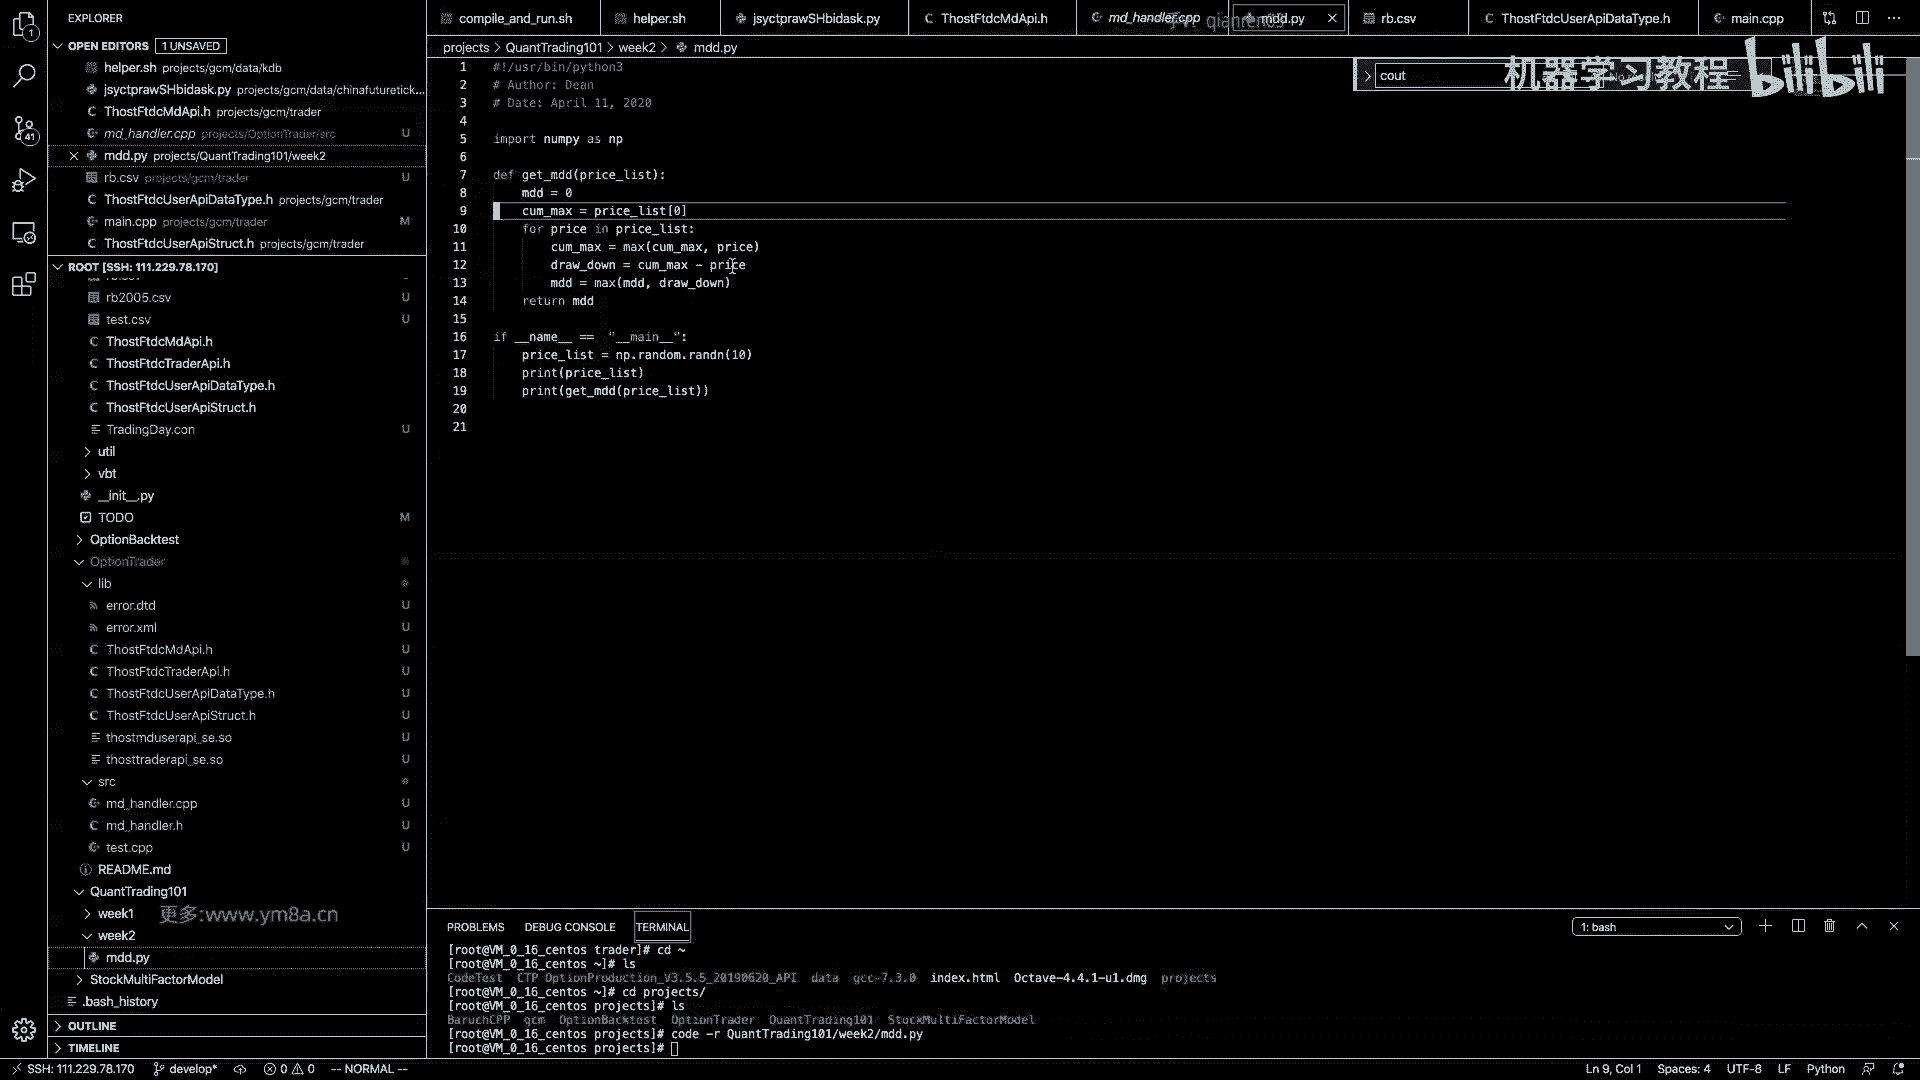 EXPLORER
OPEN EDITORS 1 UNSAVED
helper.sh projects/gcm/data/kdb
jsyctprawSHbidask.py projects/gcm/data/chinafuturetick...
ThostFtdcMdApi.h projects/gcm/trader
md_handler.cpp projects/OptionTrader/src U
mdd.py projects/QuantTrading101/week2
rb.csv projects/gcm/trader U
ThostFtdcUserApiDataType.h projects/gcm/trader
main.cpp projects/gcm/trader M
ThostFtdcUserApiStruct.h projects/gcm/trader
ROOT [SSH: 111.229.78.170]
rb2005.csv U
test.csv U
ThostFtdcMdApi.h
ThostFtdcTraderApi.h
ThostFtdcUserApiDataType.h
ThostFtdcUserApiStruct.h
TradingDay.con U
util
vbt
__init__.py
TODO M
OptionBacktest
OptionTrader
lib
error.dtd U
error.xml U
ThostFtdcMdApi.h U
ThostFtdcTraderApi.h U
ThostFtdcUserApiDataType.h U
ThostFtdcUserApiStruct.h U
thostmduserapi_se.so U
thosttraderapi_se.so U
src
md_handler.cpp U
md_handler.h U
test.cpp U
README.md
QuantTrading101
week1
更多:www.ym8a.cn
week2
mdd.py
StockMultiFactorModel
.bash_history
OUTLINE
TIMELINE
compile_and_run.sh helper.sh jsyctprawSHbidask.py ThostFtdcMdApi.h md_handler.cpp mdd.py rb.csv ThostFtdcUserApiDataType.h main.cpp
projects > QuantTrading101 > week2 > mdd.py
cout
机器学习教程 bilibili
1 #!/usr/bin/python3
2 # Author: Dean
3 # Date: April 11, 2020
4
5 import numpy as np
6
7 def get_mdd(price_list):
8 mdd = 0
9 cum_max = price_list[0]
10 for price in price_list:
11 cum_max = max(cum_max, price)
12 draw_down = cum_max - price
13 mdd = max(mdd, draw_down)
14 return mdd
15
16 if __name__ == "__main__":
17 price_list = np.random.randn(10)
18 print(price_list)
19 print(get_mdd(price_list))
20
21
PROBLEMS DEBUG CONSOLE TERMINAL 1: bash
[root@VM_0_16_centos trader]# cd ~
[root@VM_0_16_centos ~]# ls
CodeTest CTP OptionProduction_V3.5.5_20190620_API data gcc-7.3.0 index.html Octave-4.4.1-u1.dmg projects
[root@VM_0_16_centos ~]# cd projects/
[root@VM_0_16_centos projects]# ls
BaruchCPP gcm OptionBacktest OptionTrader QuantTrading101 StockMultiFactorModel
[root@VM_0_16_centos projects]# code -r QuantTrading101/week2/mdd.py
[root@VM_0_16_centos projects]#
SSH: 111.229.78.170 develop* 0 0 -- NORMAL -- Ln 9, Col 1 Spaces: 4 UTF-8 LF Python